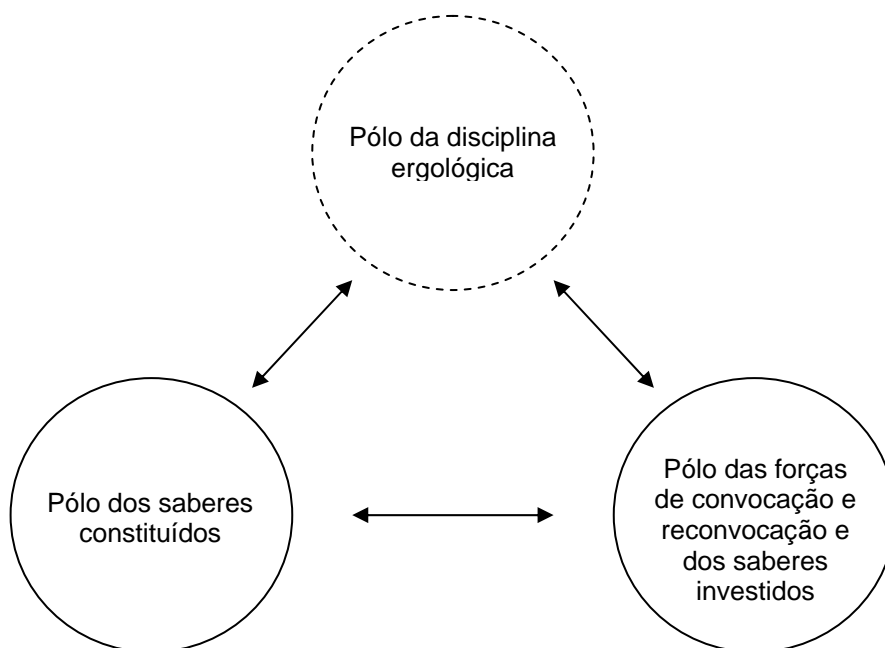 Pólo da disciplina
ergológica
Pólo dos saberes
constituídos
Pólo das forças
de convocação e
reconvocação e
dos saberes
investidos